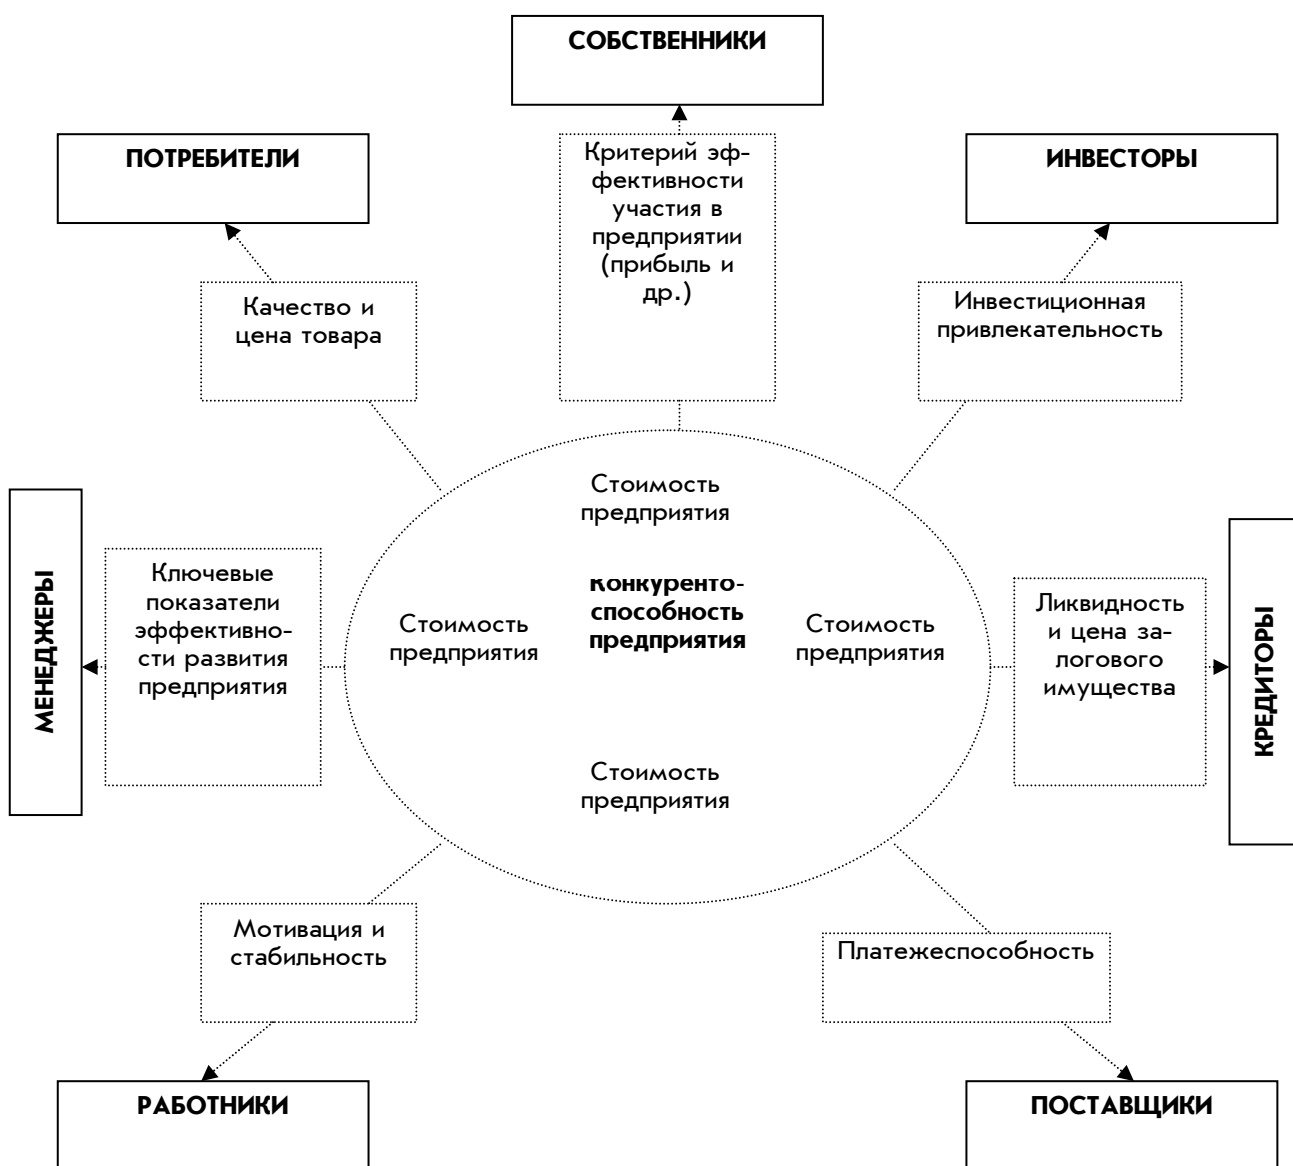 СОБСТВЕННИКИ
ПОТРЕБИТЕЛИ
Критерий эф-
фективности
участия в
предприятии
(прибыль и
др.)
ИНВЕСТОРЫ
Качество и
цена товара
Инвестиционная
привлекательность
Стоимость
предприятия
МЕНЕДЖЕРЫ
Ключевые
показатели
эффективно-
сти развития
предприятия
Стоимость
предприятия
Конкуренто-
способность
предприятия
Стоимость
предприятия
Ликвидность
и цена за-
логового
имущества
КРЕДИТОРЫ
Стоимость
предприятия
Мотивация и
стабильность
Платежеспособность
РАБОТНИКИ
ПОСТАВЩИКИ